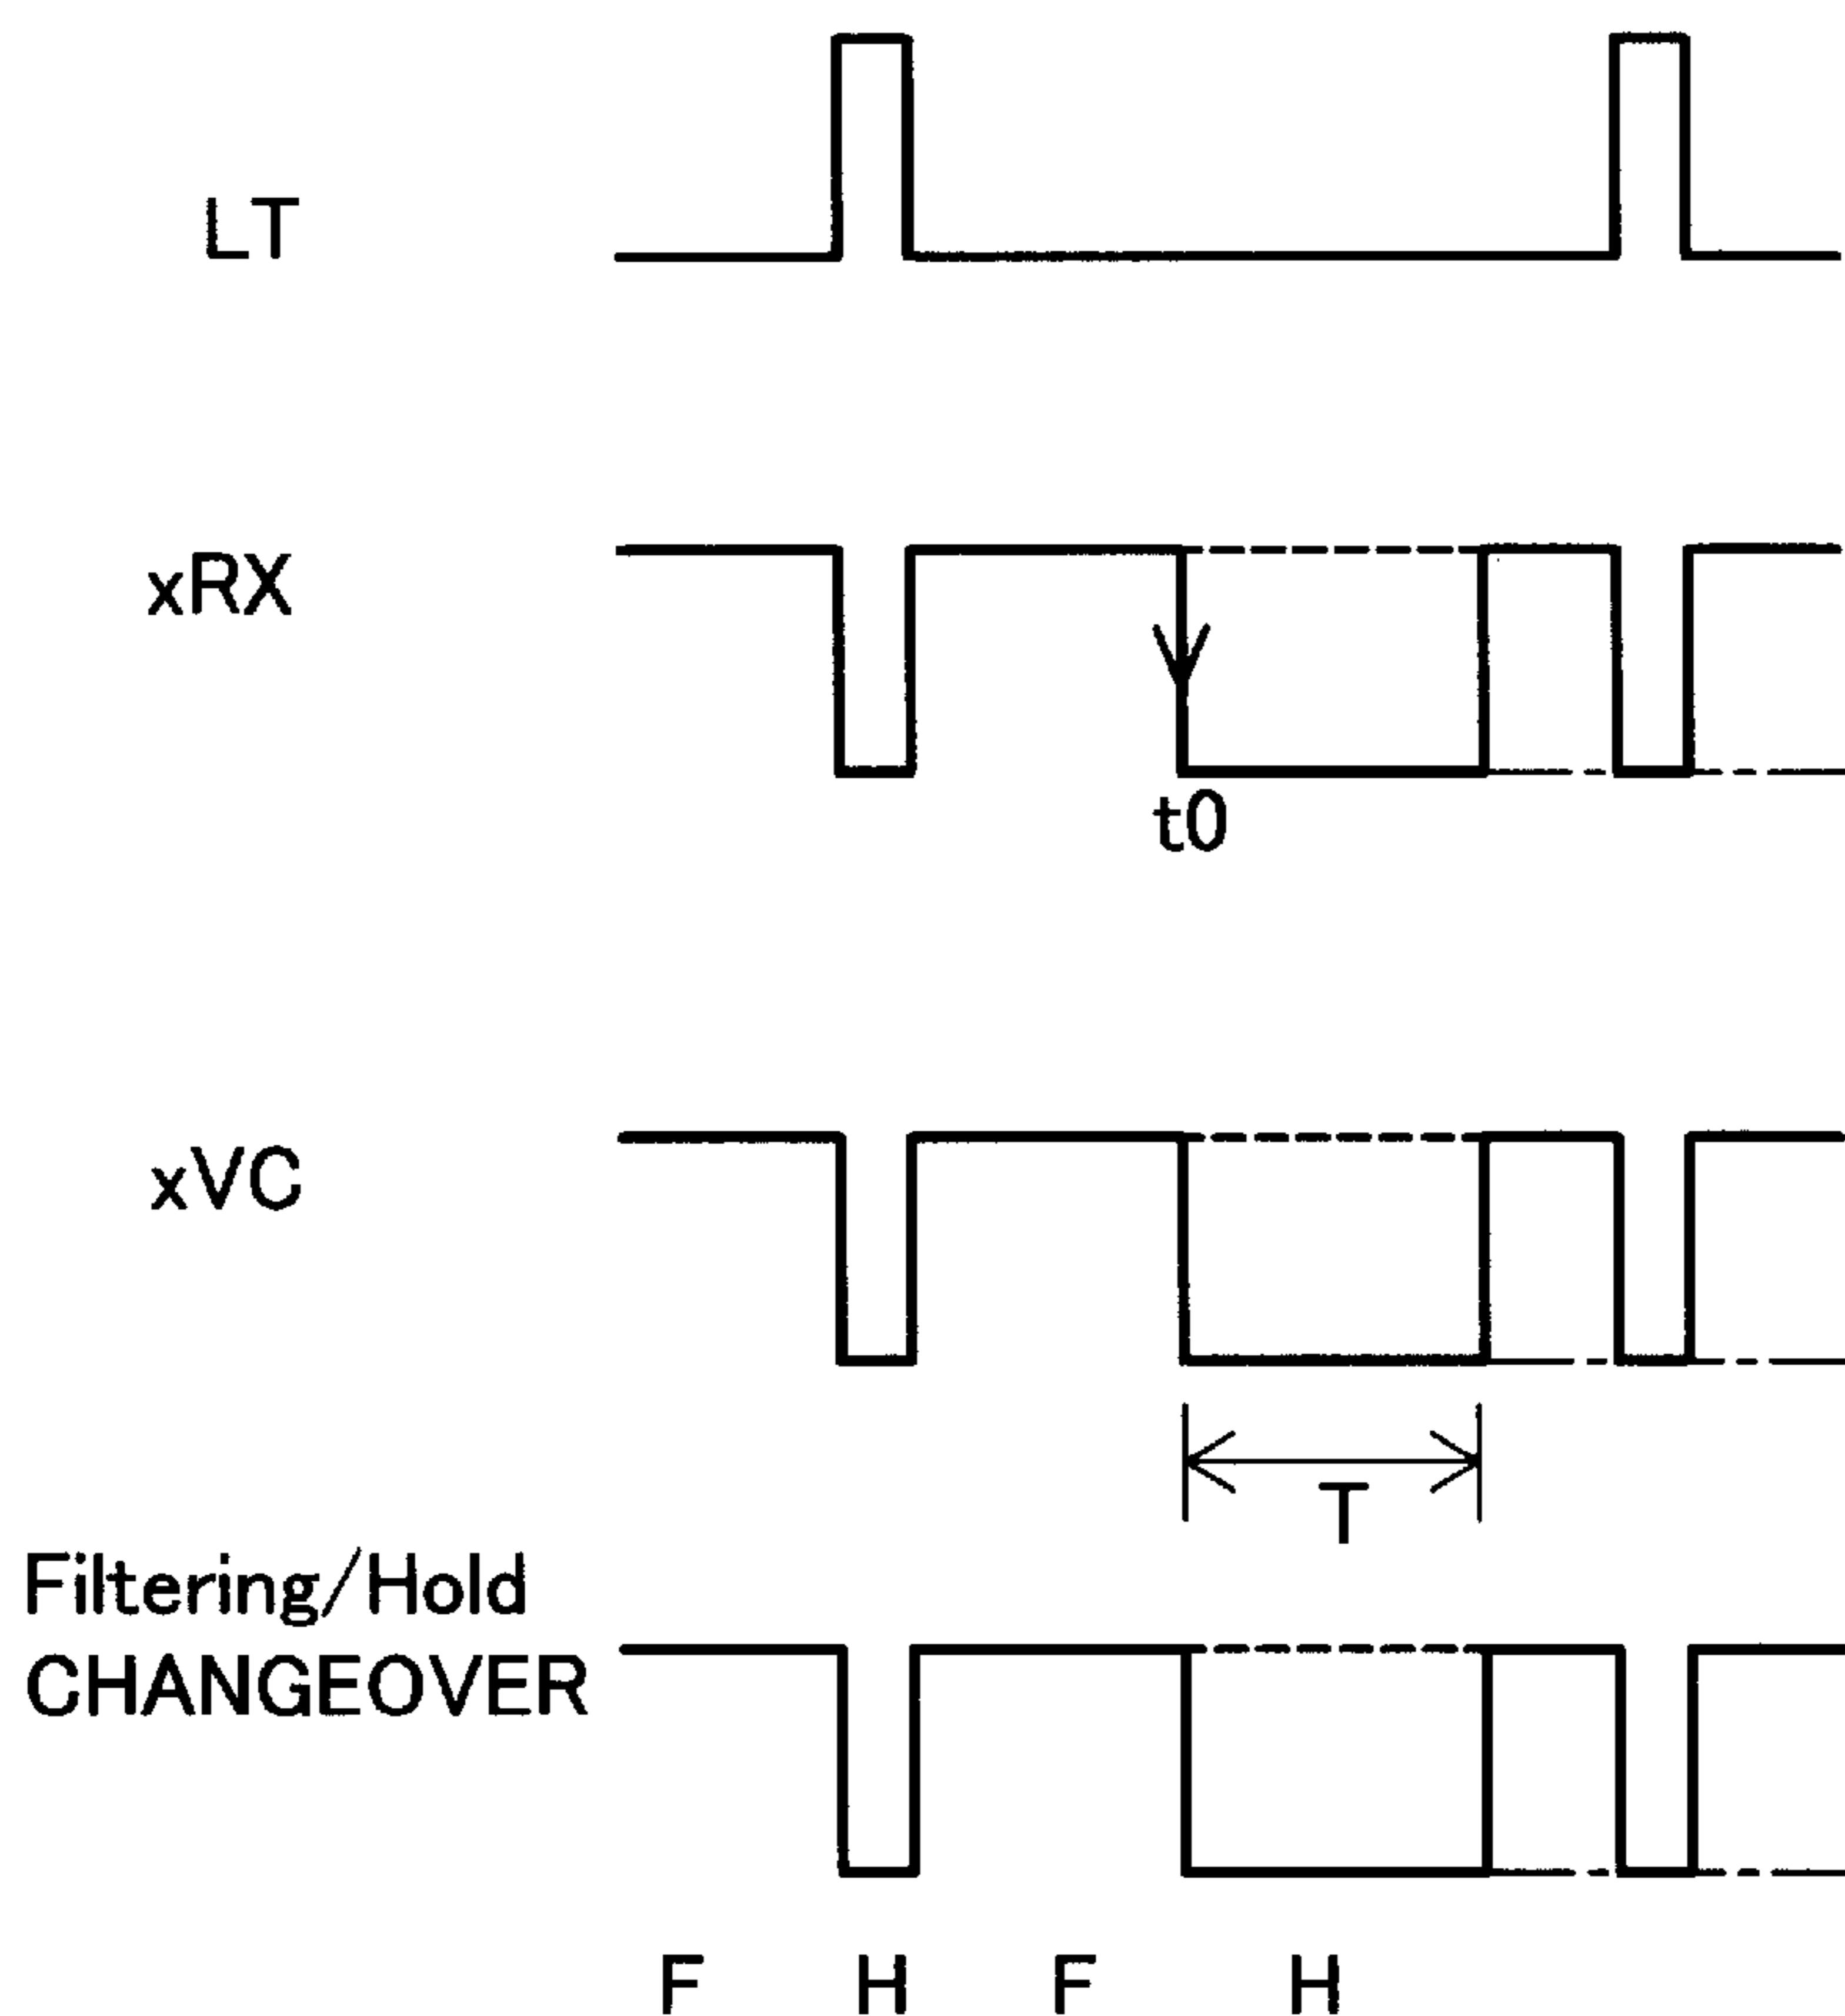 LT
xRX
t0
xVC
T
Filtering/Hold
CHANGEOVER
F H F H